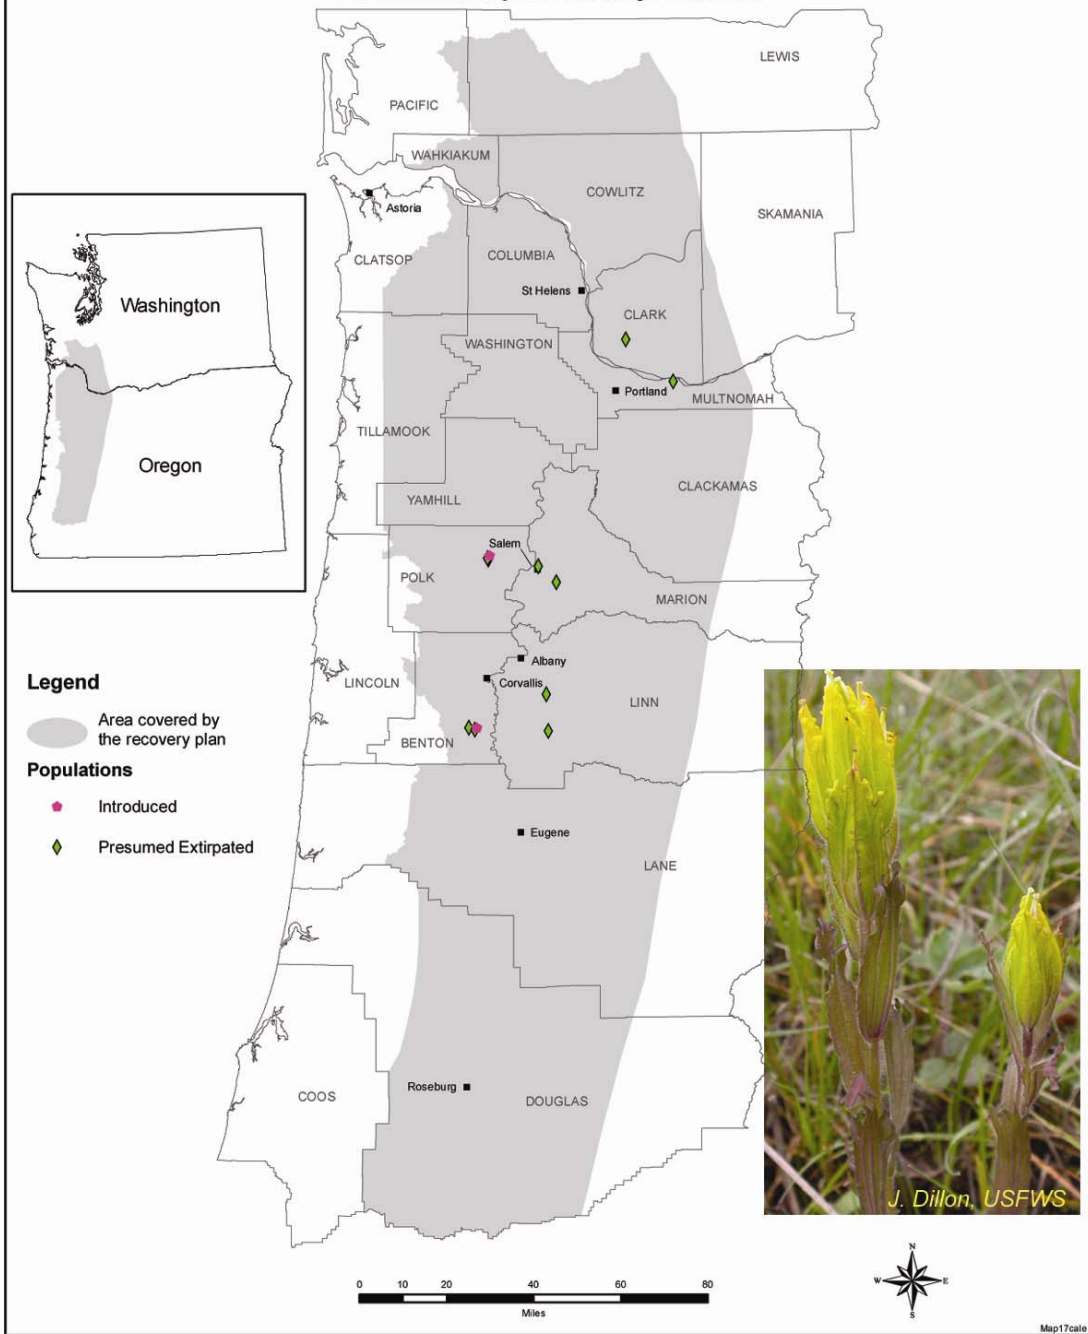 LEWIS
PACIFIC
WAHKIAKUM
COWLITZ
SKAMANIA
Astoria
CLATSOP
COLUMBIA
St Helens
CLARK
WASHINGTON
Portland
MULTNOMAH
TILLAMOOK
YAMHILL
CLACKAMAS
Salem
POLK
MARION
Albany
LINCOLN
Corvallis
LINN
BENTON
Eugene
LANE
Roseburg
COOS
DOUGLAS
Washington
Oregon
Legend
Area covered by
the recovery plan
Populations
Introduced
Presumed Extirpated
J. Dillon, USFWS
0 10 20 40 60 80
Miles
N
W E
S
Map17cale